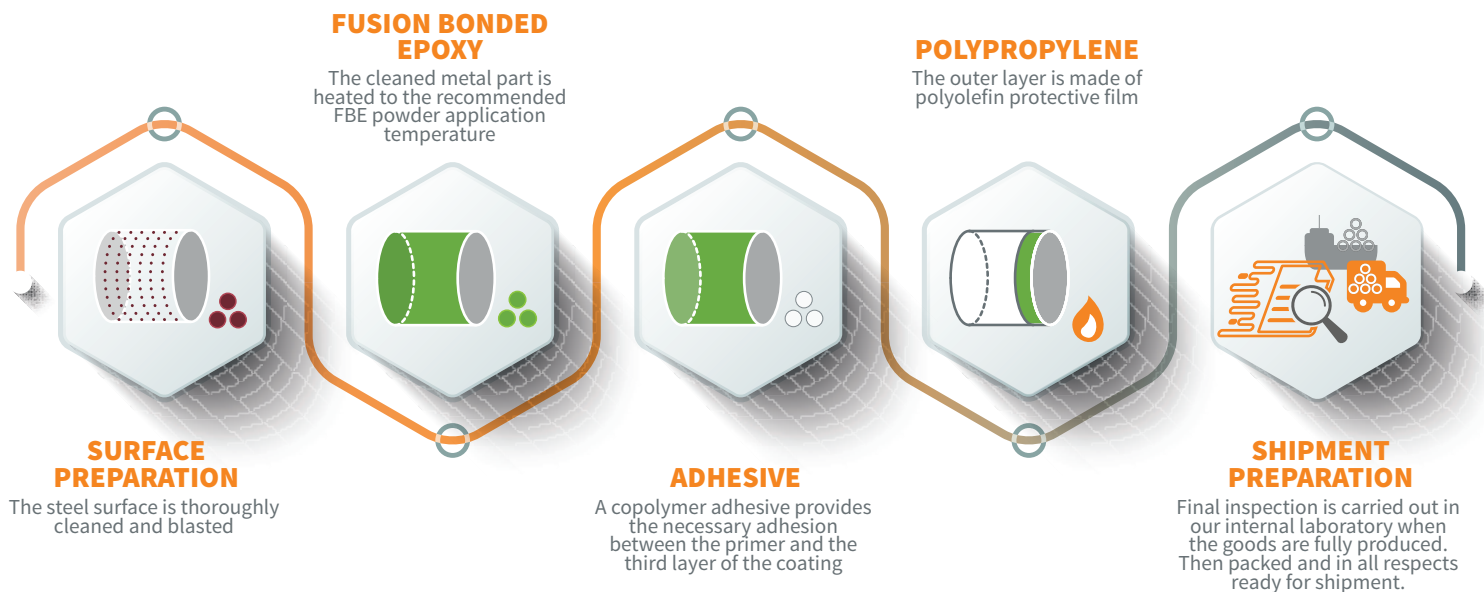 SURFACE
PREPARATION
The steel surface is thoroughly
cleaned and blasted
FUSION BONDED
EPOXY
The cleaned metal part is
heated to the recommended
FBE powder application
temperature
ADHESIVE
A copolymer adhesive provides
the necessary adhesion
between the primer and the
third layer of the coating
POLYPROPYLENE
The outer layer is made of
polyolefin protective film
SHIPMENT
PREPARATION
Final inspection is carried out in
our internal laboratory when
the goods are fully produced.
Then packed and in all respects
ready for shipment.